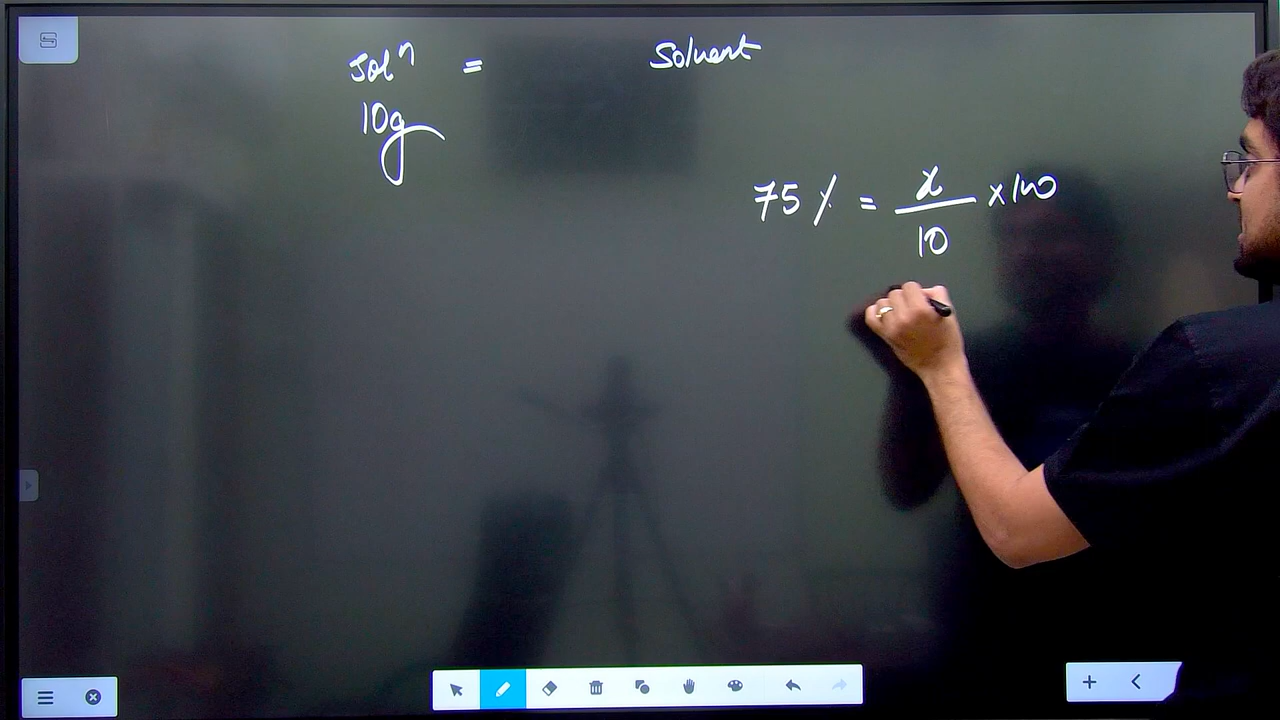 Solⁿ = Solvent
10g
75 % = x/10 ×100